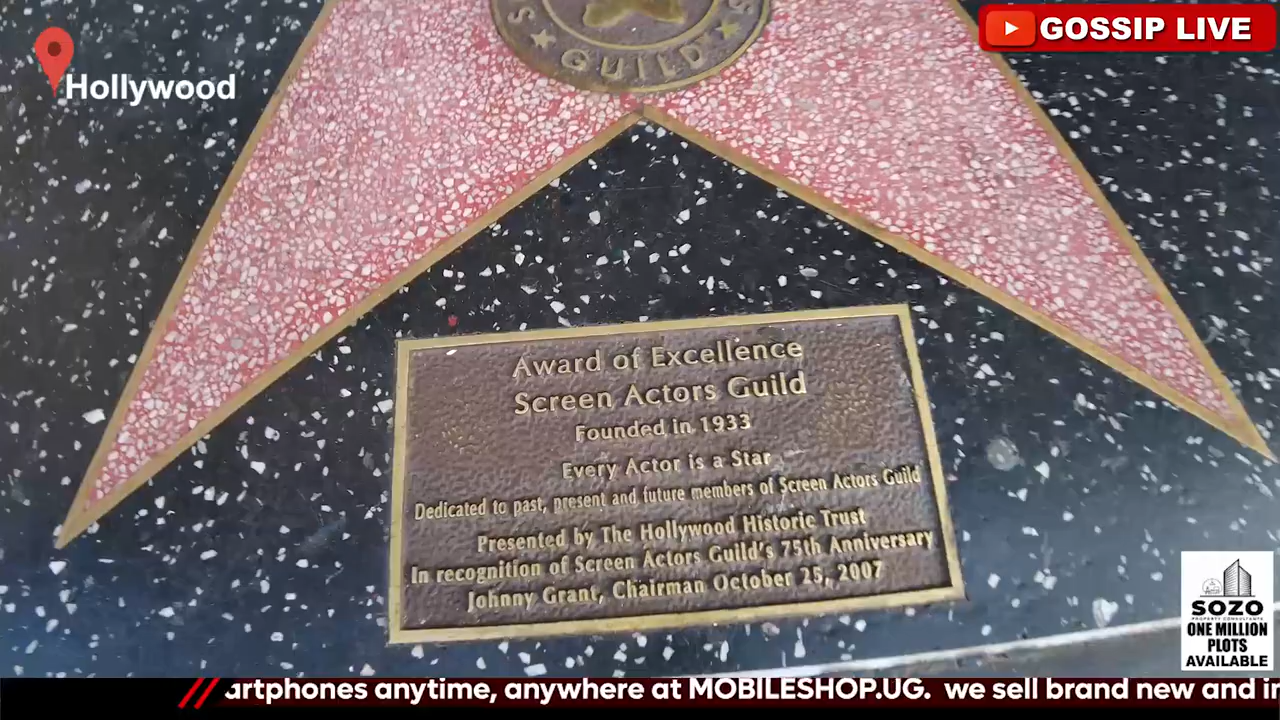 GOSSIP LIVE
Hollywood
GUILD
Award of Excellence
Screen Actors Guild
Founded in 1933
Every Actor is a Star
Dedicated to past, present and future members of Screen Actors Guild
Presented by The Hollywood Historic Trust
In recognition of Screen Actors Guild's 75th Anniversary
Johnny Grant, Chairman October 25, 2007
SOZO
PROPERTY CONSULTANTS
ONE MILLION
PLOTS
AVAILABLE
artphones anytime, anywhere at MOBILESHOP.UG. we sell brand new and in